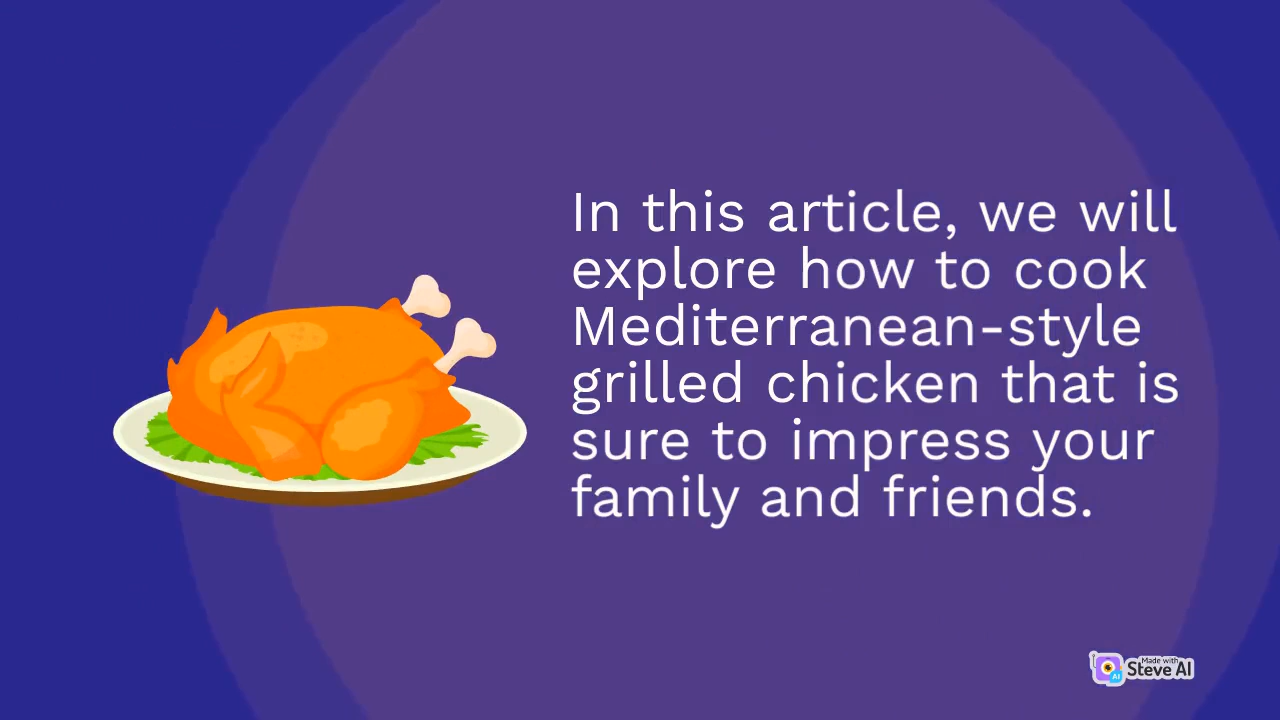 In this article, we will
explore how to cook
Mediterranean-style
grilled chicken that is
sure to impress your
family and friends.
Made with
Steve AI
AI